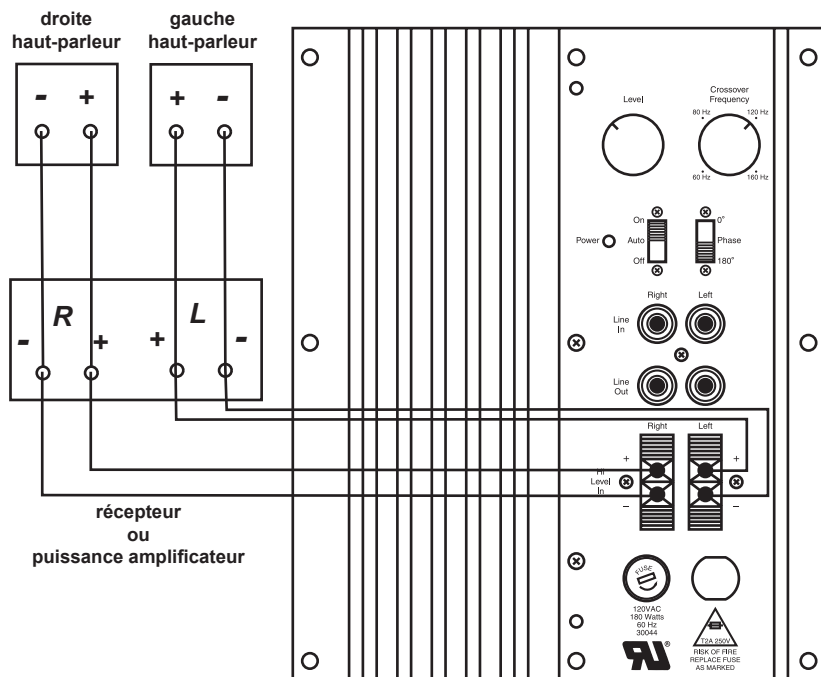 droite
haut-parleur
gauche
haut-parleur
- +
+ -
R
L
- +
+ -
récepteur
ou
puissance amplificateur
Level
Crossover
Frequency
80 Hz
120 Hz
60 Hz
160 Hz
On
Auto
Off
Power
0°
Phase
180°
Right
Left
Line
In
Line
Out
Right
Left
+
+
Hi
Level
In
–
–
FUSE
120VAC
180 Watts
60 Hz
30044
®
T2A 250V
RISK OF FIRE
REPLACE FUSE
AS MARKED